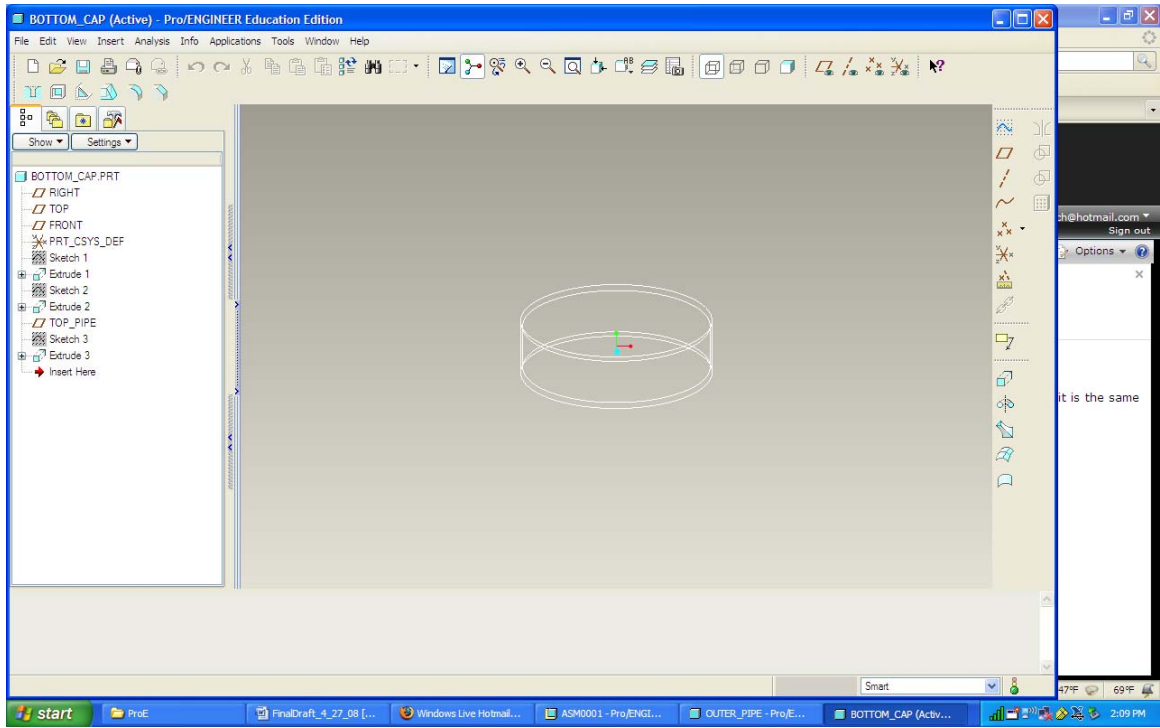 BOTTOM_CAP (Active) - Pro/ENGINEER Education Edition
File Edit View Insert Analysis Info Applications Tools Window Help
Show Settings
BOTTOM_CAP.PRT
RIGHT
TOP
FRONT
PRT_CSYS_DEF
Sketch 1
Extrude 1
Sketch 2
Extrude 2
TOP_PIPE
Sketch 3
Extrude 3
Insert Here
ch@hotmail.com
Sign out
Options
it is the same
Smart
47°F 69°F
start ProE FinalDraft_4_27_08 [... Windows Live Hotmail... ASM0001 - Pro/ENGI... OUTER_PIPE - Pro/E... BOTTOM_CAP (Activ... 2:09 PM